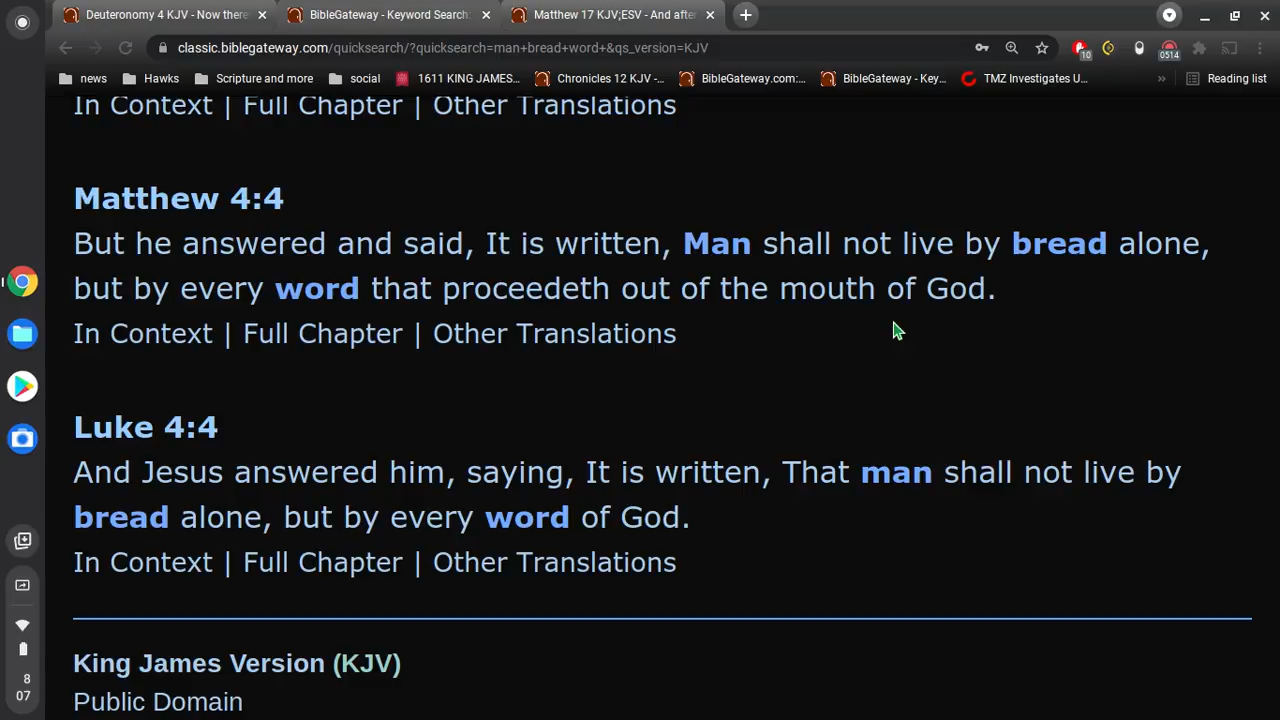 Deuteronomy 4 KJV - Now there
BibleGateway - Keyword Search:
Matthew 17 KJV;ESV - And after
classic.biblegateway.com/quicksearch/?quicksearch=man+bread+word+&qs_version=KJV
10
0514
news
Hawks
Scripture and more
social
1611 KING JAMES...
Chronicles 12 KJV -...
BibleGateway.com:...
BibleGateway - Key...
TMZ Investigates U...
»
Reading list
In Context | Full Chapter | Other Translations
Matthew 4:4
But he answered and said, It is written, Man shall not live by bread alone,
but by every word that proceedeth out of the mouth of God.
In Context | Full Chapter | Other Translations
Luke 4:4
And Jesus answered him, saying, It is written, That man shall not live by
bread alone, but by every word of God.
In Context | Full Chapter | Other Translations
King James Version (KJV)
Public Domain
8
07